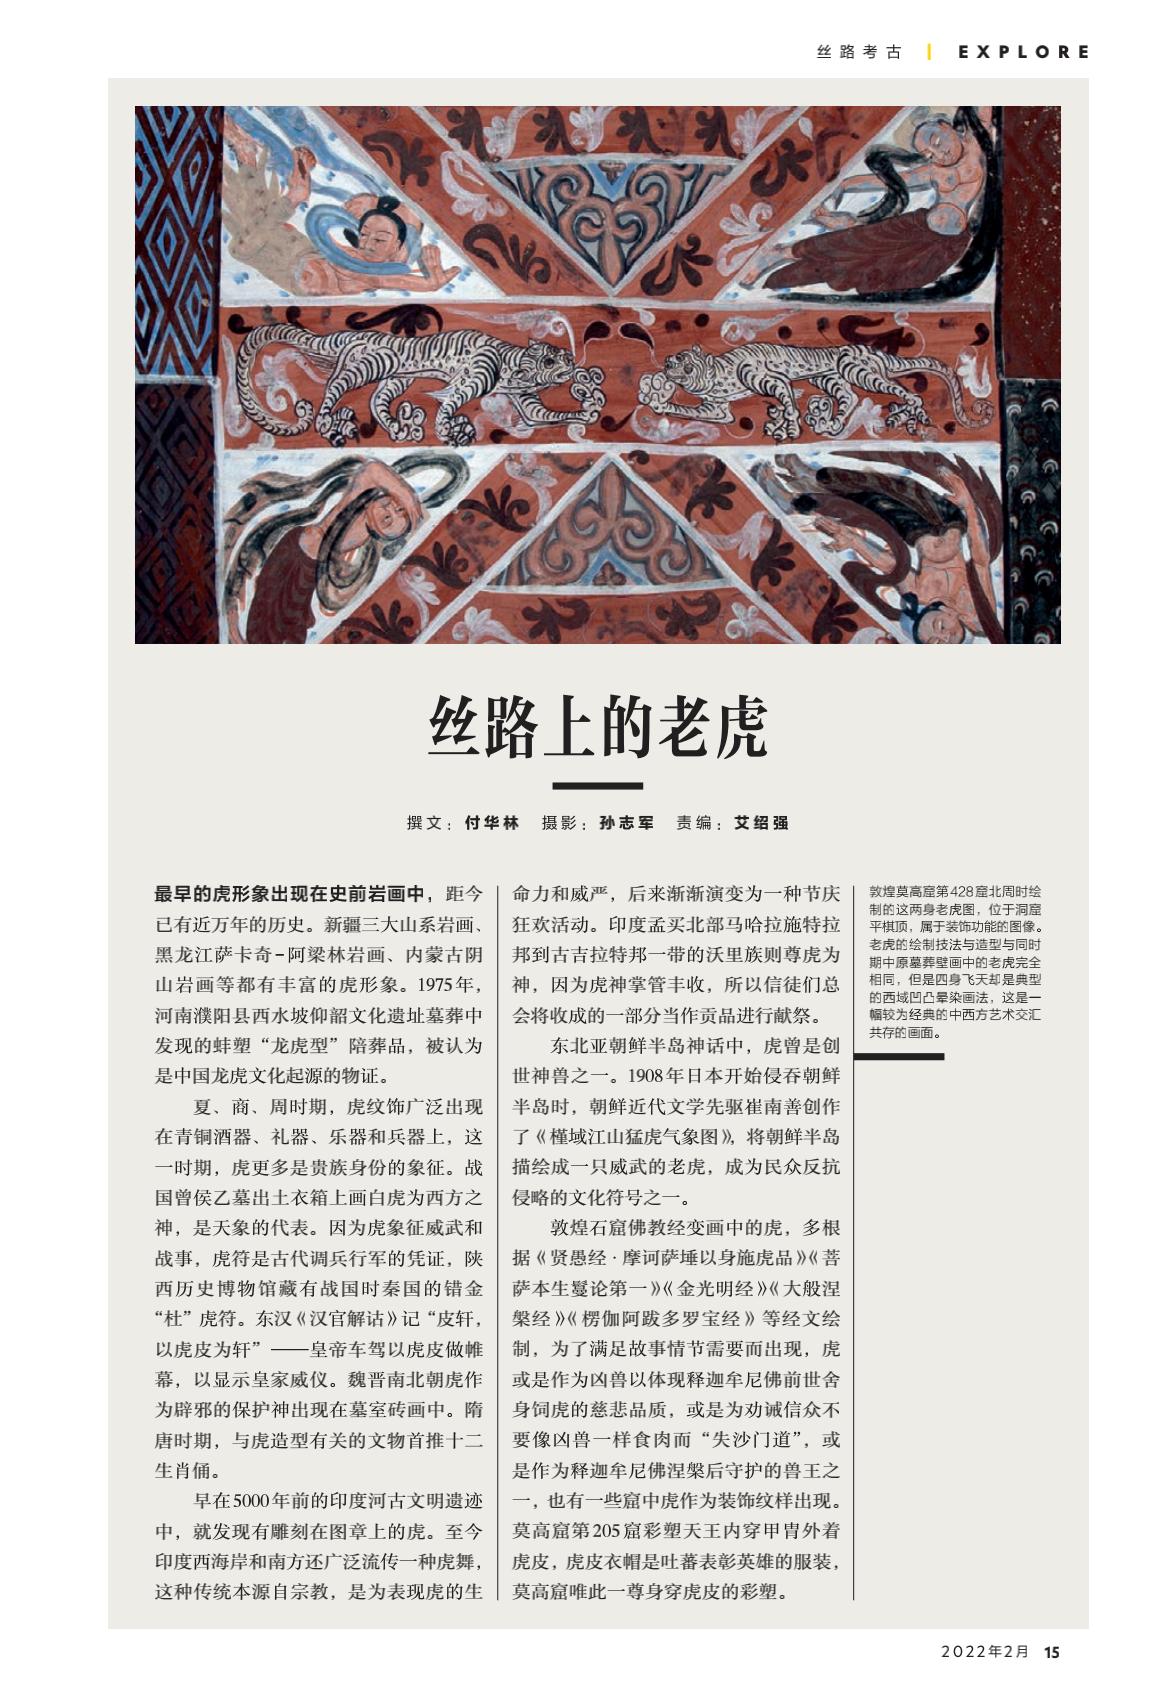 丝路考古 | EXPLORE
丝路上的老虎
撰文：付华林 摄影：孙志军 责编：艾绍强
最早的虎形象出现在史前岩画中，距今
已有近万年的历史。新疆三大山系岩画、
黑龙江萨卡奇-阿梁林岩画、内蒙古阴
山岩画等都有丰富的虎形象。1975年，
河南濮阳县西水坡仰韶文化遗址墓葬中
发现的蚌塑“龙虎型”陪葬品，被认为
是中国龙虎文化起源的物证。
夏、商、周时期，虎纹饰广泛出现
在青铜酒器、礼器、乐器和兵器上，这
一时期，虎更多是贵族身份的象征。战
国曾侯乙墓出土衣箱上画白虎为西方之
神，是天象的代表。因为虎象征威武和
战事，虎符是古代调兵行军的凭证，陕
西历史博物馆藏有战国时秦国的错金
“杜”虎符。东汉《汉官解诂》记“皮轩，
以虎皮为轩”——皇帝车驾以虎皮做帷
幕，以显示皇家威仪。魏晋南北朝虎作
为辟邪的保护神出现在墓室砖画中。隋
唐时期，与虎造型有关的文物首推十二
生肖俑。
早在5000年前的印度河古文明遗迹
中，就发现有雕刻在图章上的虎。至今
印度西海岸和南方还广泛流传一种虎舞，
这种传统本源自宗教，是为表现虎的生
命力和威严，后来渐渐演变为一种节庆
狂欢活动。印度孟买北部马哈拉施特拉
邦到古吉拉特邦一带的沃里族则尊虎为
神，因为虎神掌管丰收，所以信徒们总
会将收成的一部分当作贡品进行献祭。
东北亚朝鲜半岛神话中，虎曾是创
世神兽之一。1908年日本开始侵吞朝鲜
半岛时，朝鲜近代文学先驱崔南善创作
了《槿域江山猛虎气象图》，将朝鲜半岛
描绘成一只威武的老虎，成为民众反抗
侵略的文化符号之一。
敦煌石窟佛教经变画中的虎，多根
据《贤愚经·摩诃萨埵以身施虎品》《菩
萨本生鬘论第一》《金光明经》《大般涅
槃经》《楞伽阿跋多罗宝经》等经文绘
制，为了满足故事情节需要而出现，虎
或是作为凶兽以体现释迦牟尼佛前世舍
身饲虎的慈悲品质，或是为劝诫信众不
要像凶兽一样食肉而“失沙门道”，或
是作为释迦牟尼佛涅槃后守护的兽王之
一，也有一些窟中虎作为装饰纹样出现。
莫高窟第205窟彩塑天王内穿甲胄外着
虎皮，虎皮衣帽是吐蕃表彰英雄的服装，
莫高窟唯此一尊身穿虎皮的彩塑。
敦煌莫高窟第428窟北周时绘
制的这两身老虎图，位于洞窟
平棋顶，属于装饰功能的图像。
老虎的绘制技法与造型与同时
期中原墓葬壁画中的老虎完全
相同，但是四身飞天却是典型
的西域凹凸晕染画法，这是一
幅较为经典的中西方艺术交汇
共存的画面。
2022年2月 15